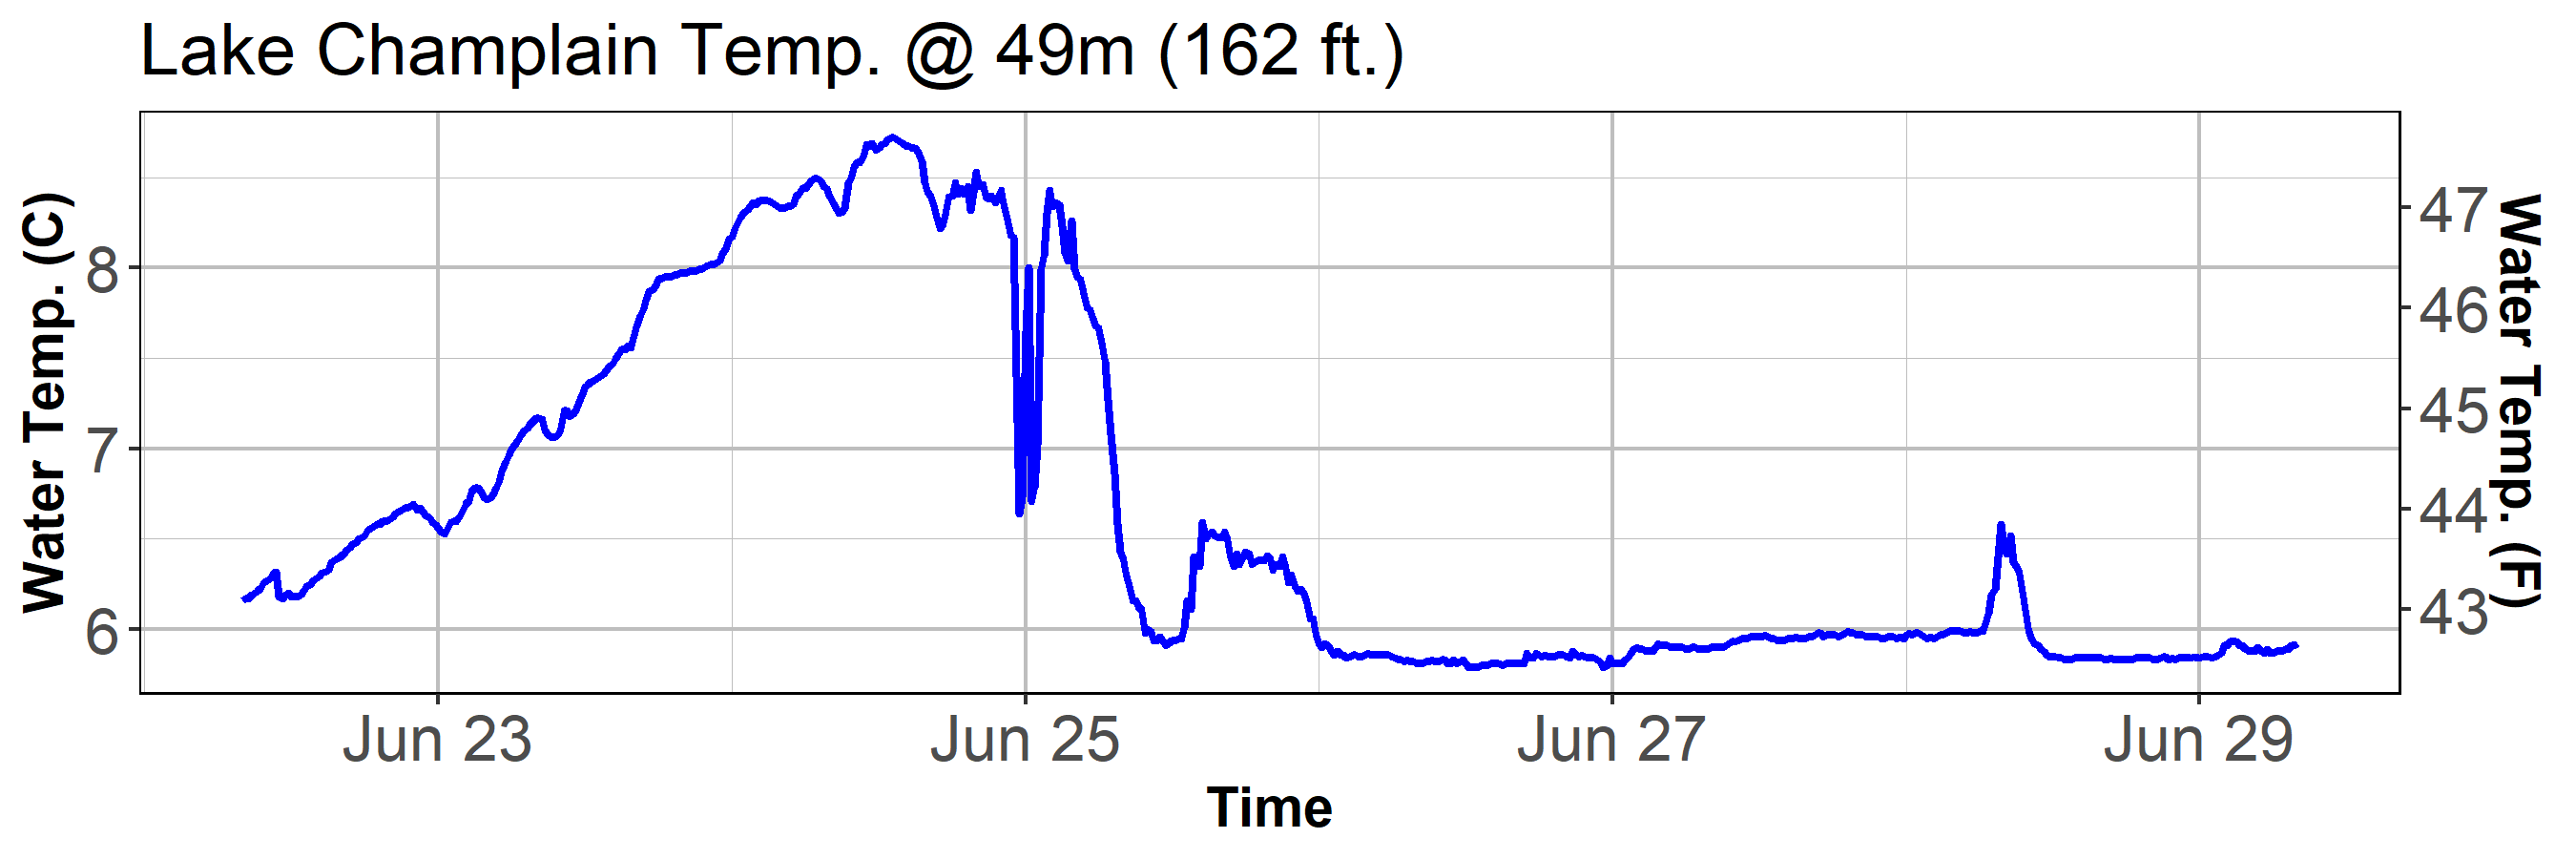 Lake Champlain Temp. @ 49m (162 ft.)
Water Temp. (C)
8
7
6
47
46
45
44
43
Water Temp. (F)
Jun 23 Jun 25 Jun 27 Jun 29
Time